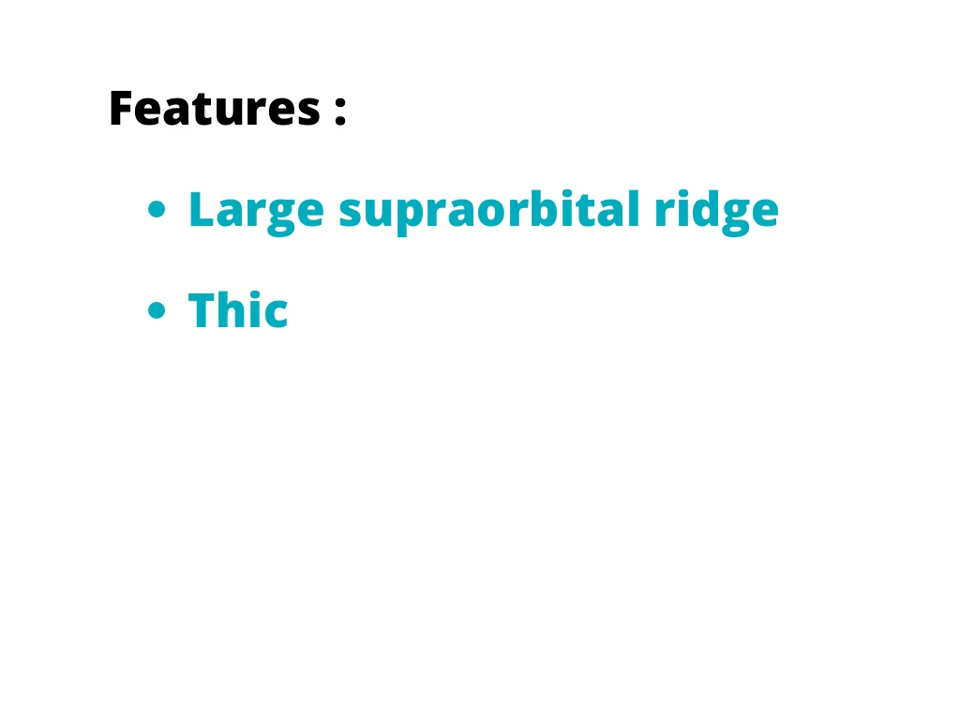 Features :
• Large supraorbital ridge
• Thic